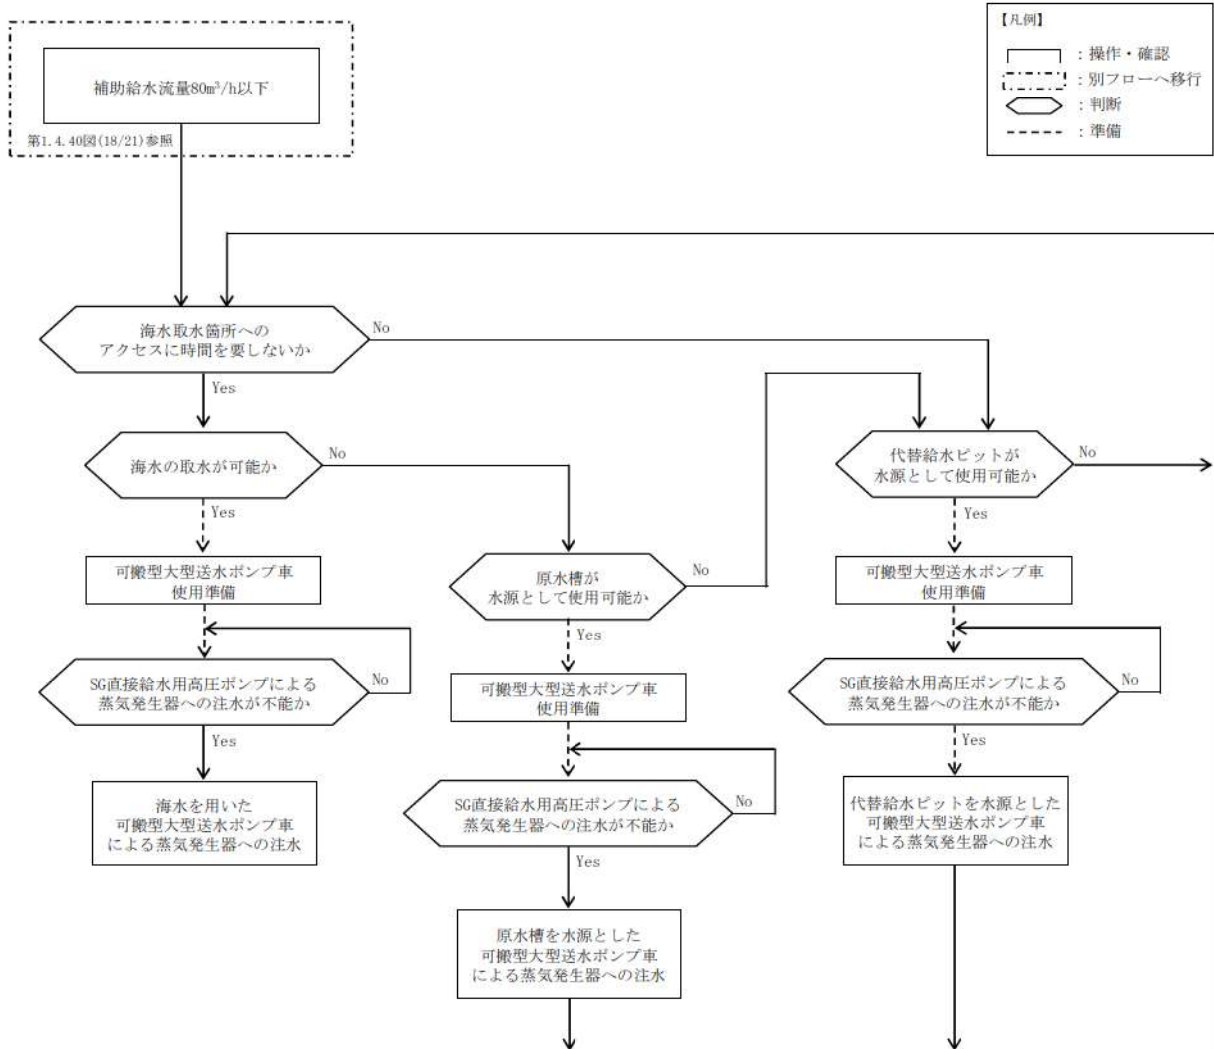 【凡例】
：操作・確認
：別フローへ移行
：判断
：準備
補助給水流量80m³/h以下
第1.4.40図(18/21)参照
海水取水箇所への
アクセスに時間を要しないか
No
Yes
海水の取水が可能か
No
Yes
代替給水ピットが
水源として使用可能か
No
Yes
可搬型大型送水ポンプ車
使用準備
原水槽が
水源として使用可能か
No
Yes
可搬型大型送水ポンプ車
使用準備
SG直接給水用高圧ポンプによる
蒸気発生器への注水が不能か
No
Yes
可搬型大型送水ポンプ車
使用準備
SG直接給水用高圧ポンプによる
蒸気発生器への注水が不能か
No
Yes
海水を用いた
可搬型大型送水ポンプ車
による蒸気発生器への注水
SG直接給水用高圧ポンプによる
蒸気発生器への注水が不能か
No
Yes
代替給水ピットを水源とした
可搬型大型送水ポンプ車
による蒸気発生器への注水
原水槽を水源とした
可搬型大型送水ポンプ車
による蒸気発生器への注水